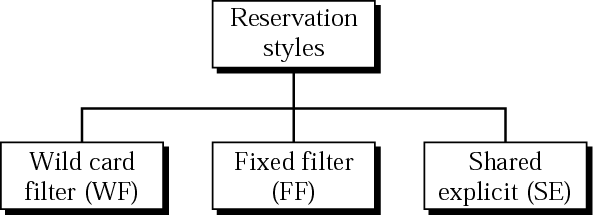 Reservation
styles
Wild card
filter (WF)
Fixed filter
(FF)
Shared
explicit (SE)